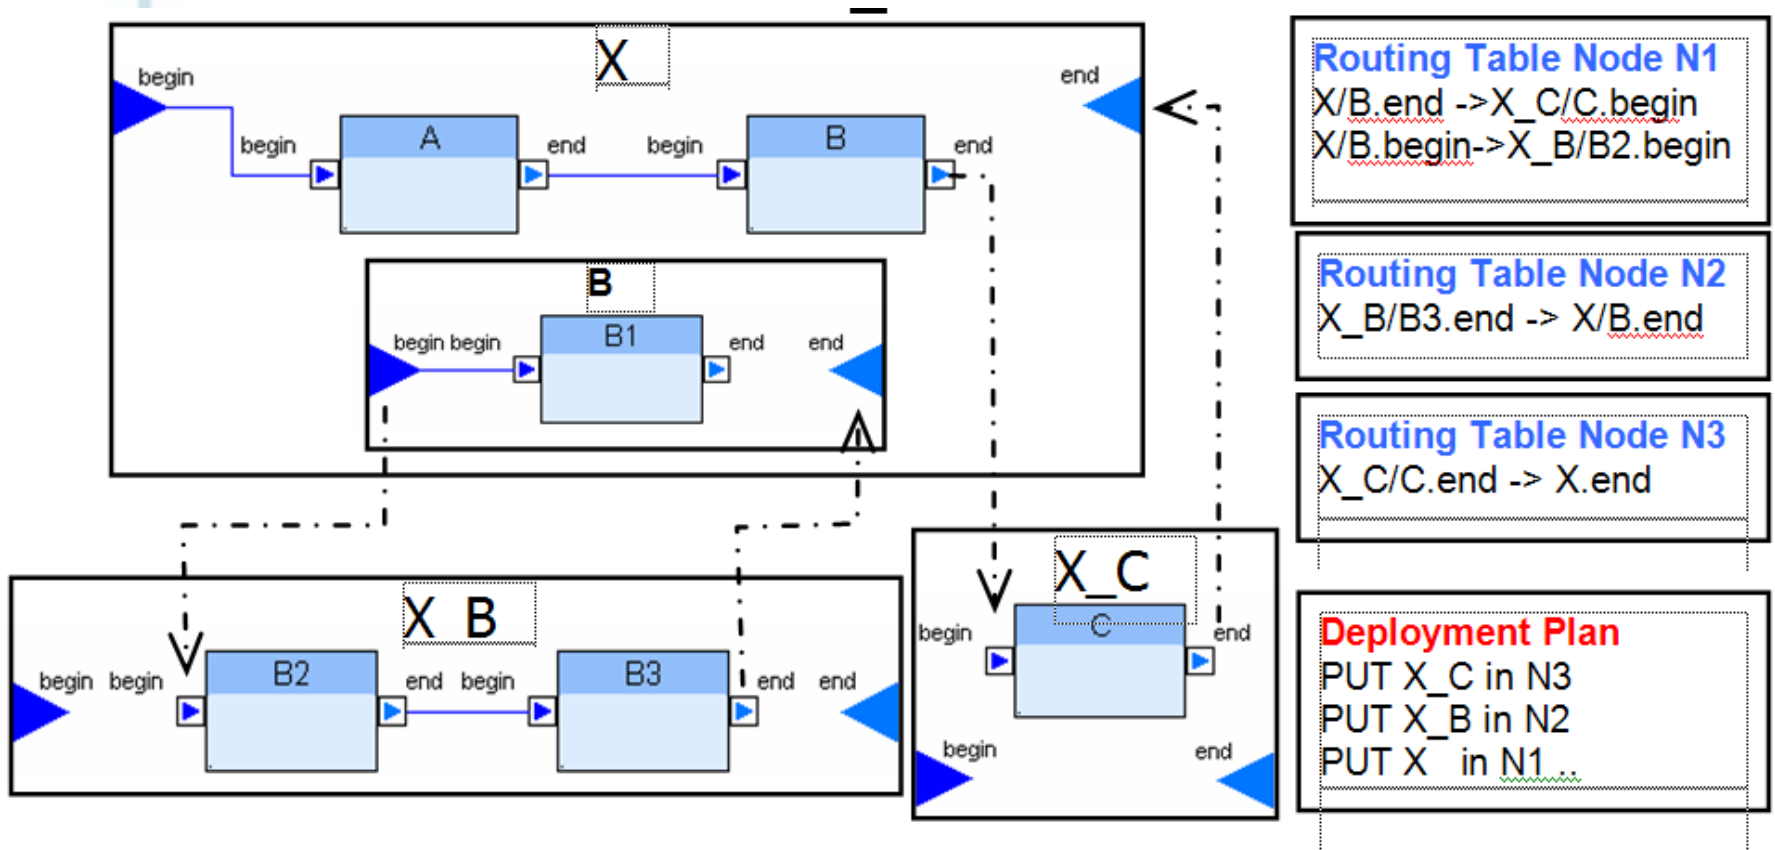 X
begin
end
A
B
begin
end
begin
end
B
B1
begin begin
end
end
X_B
B2
B3
begin
begin
end
begin
end
end
X_C
C
begin
end
begin
end
Routing Table Node N1
X/B.end ->X_C/C.begin
X/B.begin->X_B/B2.begin
Routing Table Node N2
X_B/B3.end -> X/B.end
Routing Table Node N3
X_C/C.end -> X.end
Deployment Plan
PUT X_C in N3
PUT X_B in N2
PUT X in N1 ..